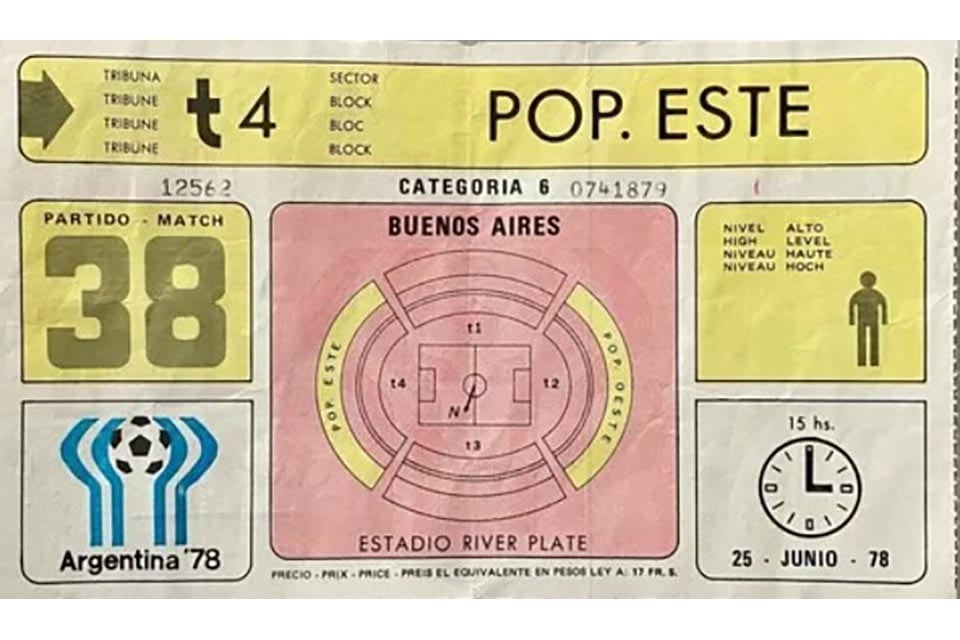 TRIBUNA
TRIBUNE
TRIBUNE
TRIBUNE
t 4
SECTOR
BLOCK
BLOC
BLOCK
POP. ESTE
12562
CATEGORIA 6 0741879
PARTIDO - MATCH
38
BUENOS AIRES
t1
POP. ESTE
t4
t2
POP. OESTE
N
t3
ESTADIO RIVER PLATE
NIVEL ALTO
HIGH LEVEL
NIVEAU HAUTE
NIVEAU HOCH
Argentina '78
15 hs.
25 - JUNIO - 78
PRECIO - PRIX - PRICE - PREIS EL EQUIVALENTE EN PESOS LEY A: 17 FR. S.